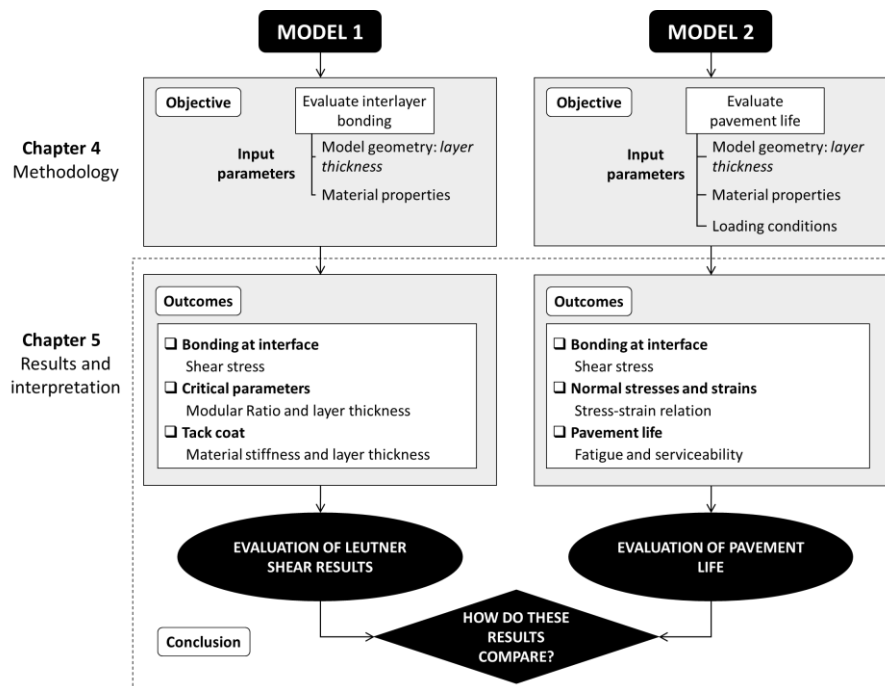 MODEL 1
MODEL 2
Chapter 4
Methodology
Objective
Evaluate interlayer
bonding
Input
parameters
Model geometry: layer
thickness
Material properties
Objective
Evaluate
pavement life
Input
parameters
Model geometry: layer
thickness
Material properties
Loading conditions
Chapter 5
Results and
interpretation
Outcomes
❑ Bonding at interface
Shear stress
❑ Critical parameters
Modular Ratio and layer thickness
❑ Tack coat
Material stiffness and layer thickness
Outcomes
❑ Bonding at interface
Shear stress
❑ Normal stresses and strains
Stress-strain relation
❑ Pavement life
Fatigue and serviceability
EVALUATION OF LEUTNER
SHEAR RESULTS
EVALUATION OF PAVEMENT
LIFE
Conclusion
HOW DO THESE
RESULTS
COMPARE?